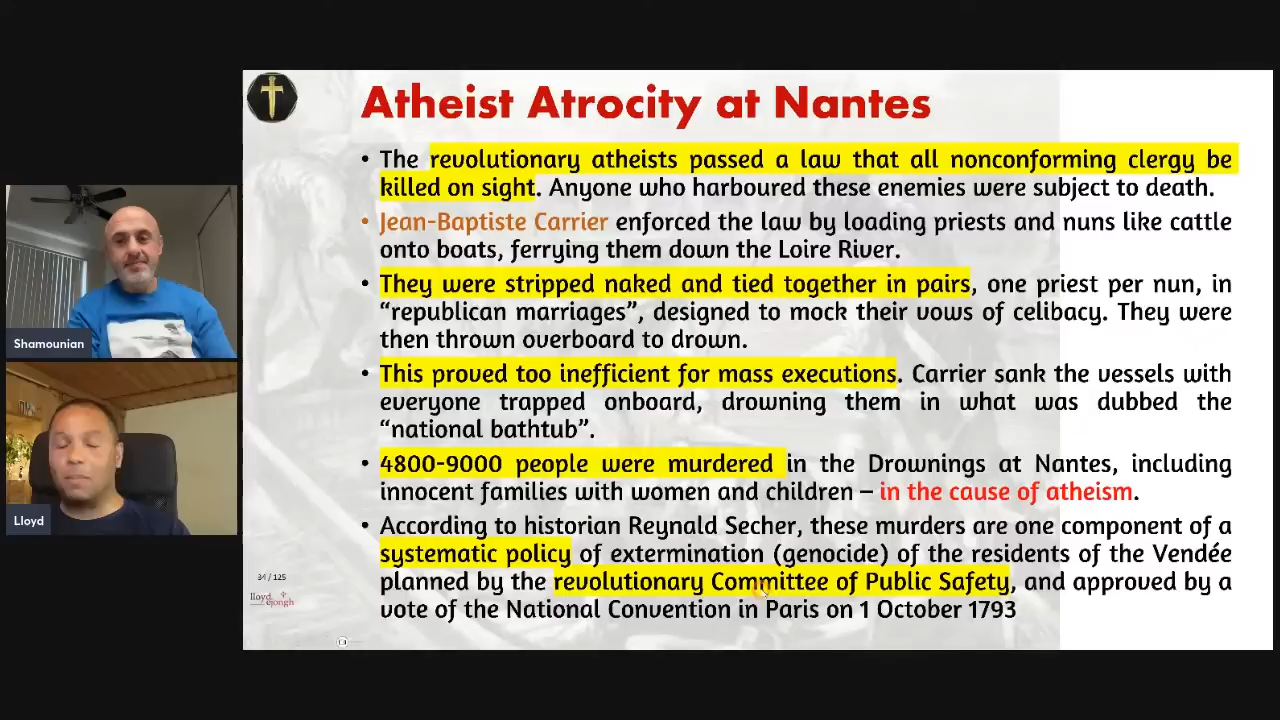 Atheist Atrocity at Nantes
• The revolutionary atheists passed a law that all nonconforming clergy be
killed on sight. Anyone who harboured these enemies were subject to death.
• Jean-Baptiste Carrier enforced the law by loading priests and nuns like cattle
onto boats, ferrying them down the Loire River.
• They were stripped naked and tied together in pairs, one priest per nun, in
“republican marriages”, designed to mock their vows of celibacy. They were
then thrown overboard to drown.
• This proved too inefficient for mass executions. Carrier sank the vessels with
everyone trapped onboard, drowning them in what was dubbed the
“national bathtub”.
• 4800-9000 people were murdered in the Drownings at Nantes, including
innocent families with women and children – in the cause of atheism.
• According to historian Reynald Secher, these murders are one component of a
systematic policy of extermination (genocide) of the residents of the Vendée
planned by the revolutionary Committee of Public Safety, and approved by a
vote of the National Convention in Paris on 1 October 1793
Shamounian
Lloyd
34 / 125
lloyd
ejongh